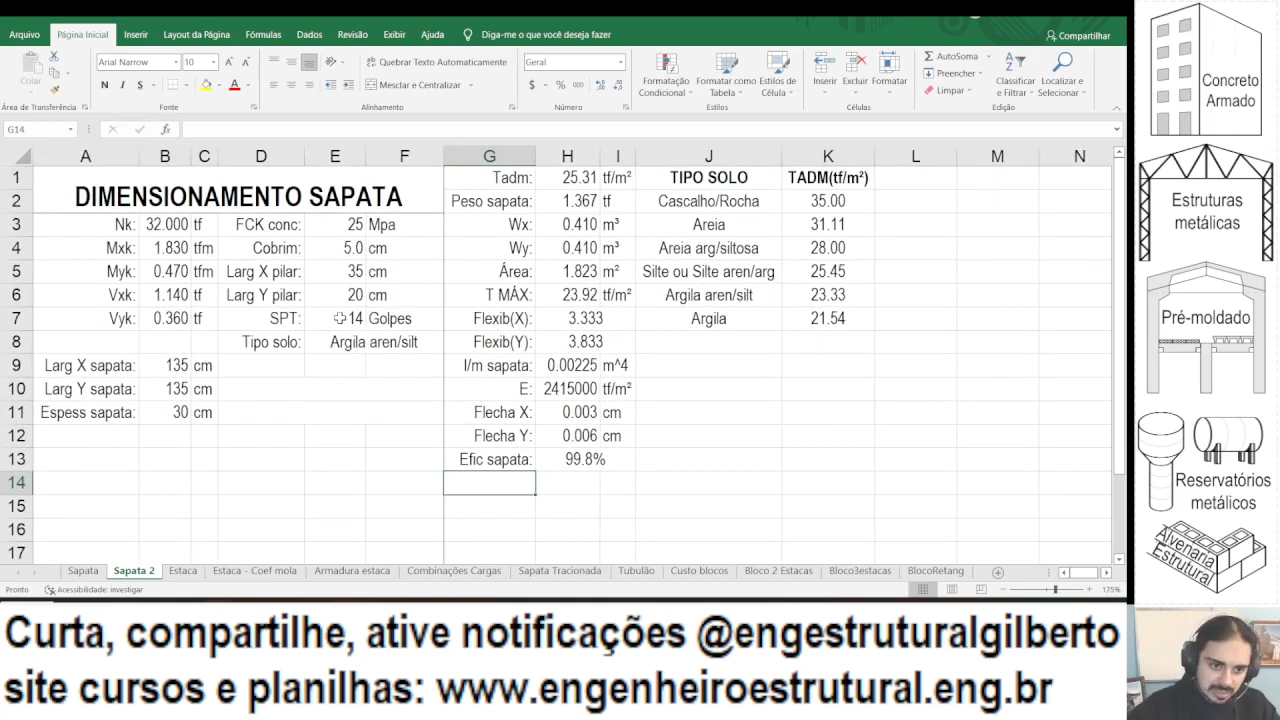 Arquivo Página Inicial Inserir Layout da Página Fórmulas Dados Revisão Exibir Ajuda Diga-me o que você deseja fazer Compartilhar
Colar Arial Narrow 10 Quebrar Texto Automaticamente Geral Formatação Condicional Formatar como Tabela Estilos de Célula Inserir Excluir Formatar AutoSoma Classificar e Filtrar Localizar e Selecionar
N I S Mesclar e Centralizar $ % 000 Preencher
Limpar
Área de Transferência Fonte Alinhamento Número Estilos Células Edição
G14 fx
A B C D E F G H I J K L M N
1 Tadm: 25.31 tf/m² TIPO SOLO TADM(tf/m²)
DIMENSIONAMENTO SAPATA
2 Peso sapata: 1.367 tf Cascalho/Rocha 35.00
3 Nk: 32.000 tf FCK conc: 25 Mpa Wx: 0.410 m³ Areia 31.11
4 Mxk: 1.830 tfm Cobrim: 5.0 cm Wy: 0.410 m³ Areia arg/siltosa 28.00
5 Myk: 0.470 tfm Larg X pilar: 35 cm Área: 1.823 m² Silte ou Silte aren/arg 25.45
6 Vxk: 1.140 tf Larg Y pilar: 20 cm T MÁX: 23.92 tf/m² Argila aren/silt 23.33
7 Vyk: 0.360 tf SPT: 14 Golpes Flexib(X): 3.333 Argila 21.54
8 Tipo solo: Argila aren/silt Flexib(Y): 3.833
9 Larg X sapata: 135 cm I/m sapata: 0.00225 m^4
10 Larg Y sapata: 135 cm E: 2415000 tf/m²
11 Espess sapata: 30 cm Flecha X: 0.003 cm
12 Flecha Y: 0.006 cm
13 Efic sapata: 99.8%
14
15
16
17
Sapata Sapata 2 Estaca Estaca - Coef mola Armadura estaca Combinações Cargas Sapata Tracionada Tubulão Custo blocos Bloco 2 Estacas Bloco3estacas BlocoRetang
Pronto Acessibilidade: investigar 175%
Concreto
Armado
Estruturas
metálicas
Pré-moldado
Reservatórios
metálicos
Alvenaria
Estrutural
Curta, compartilhe, ative notificações @engestruturalgilberto
site cursos e planilhas: www.engenheiroestrutural.eng.br